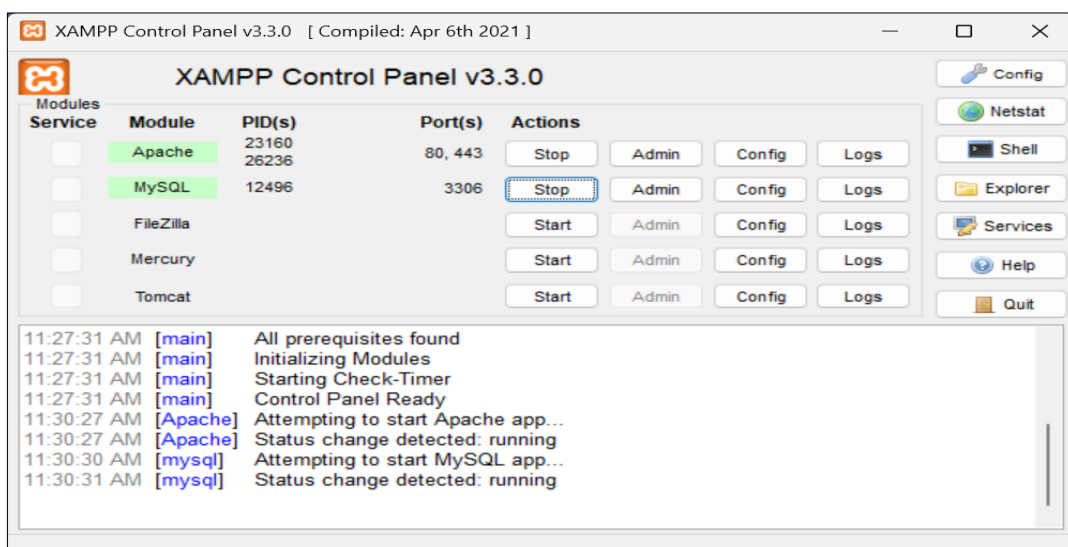 XAMPP Control Panel v3.3.0 [ Compiled: Apr 6th 2021 ]
XAMPP Control Panel v3.3.0
Config
Modules
Service Module PID(s) Port(s) Actions
Netstat
Apache 23160 26236 80, 443 Stop Admin Config Logs
Shell
MySQL 12496 3306 Stop Admin Config Logs
Explorer
FileZilla Start Admin Config Logs
Services
Mercury Start Admin Config Logs
Help
Tomcat Start Admin Config Logs
Quit
11:27:31 AM [main] All prerequisites found
11:27:31 AM [main] Initializing Modules
11:27:31 AM [main] Starting Check-Timer
11:27:31 AM [main] Control Panel Ready
11:30:27 AM [Apache] Attempting to start Apache app...
11:30:27 AM [Apache] Status change detected: running
11:30:30 AM [mysql] Attempting to start MySQL app...
11:30:31 AM [mysql] Status change detected: running